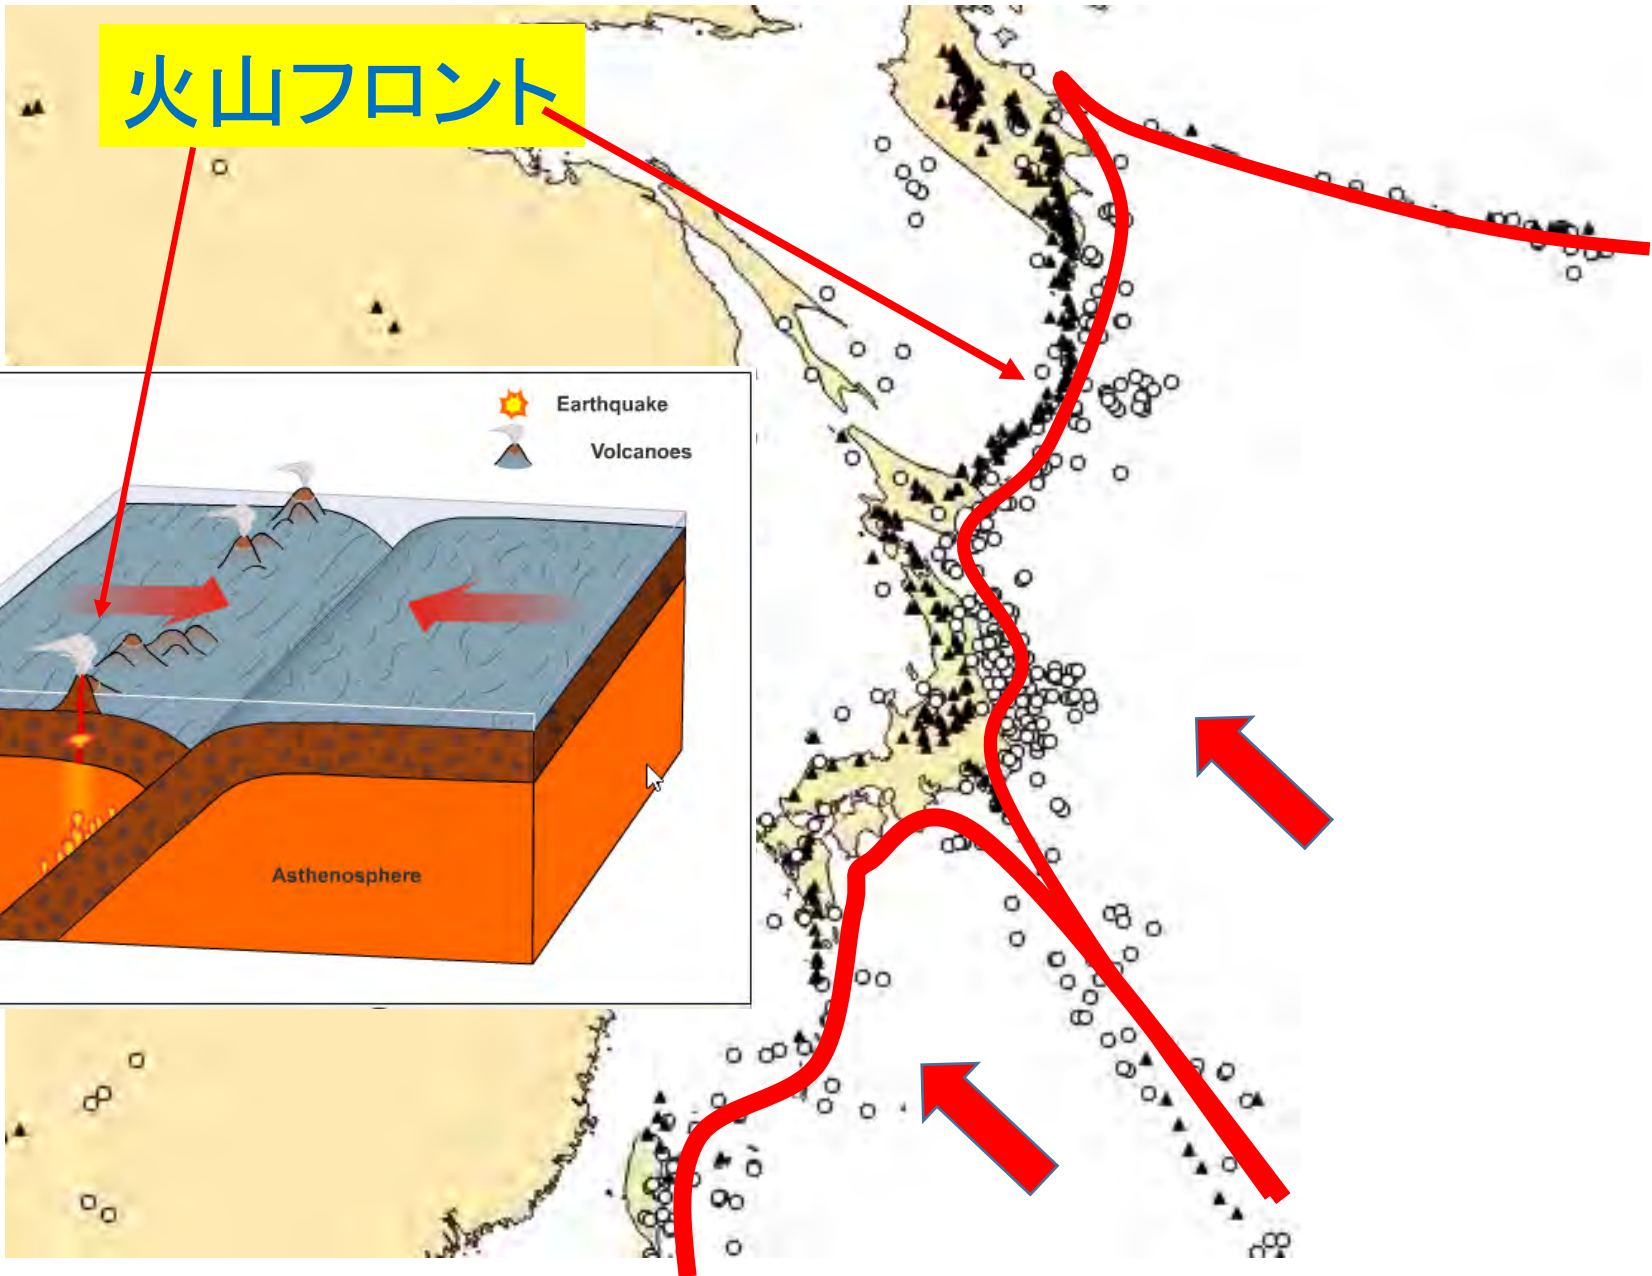 火山フロント
Earthquake
Volcanoes
Asthenosphere